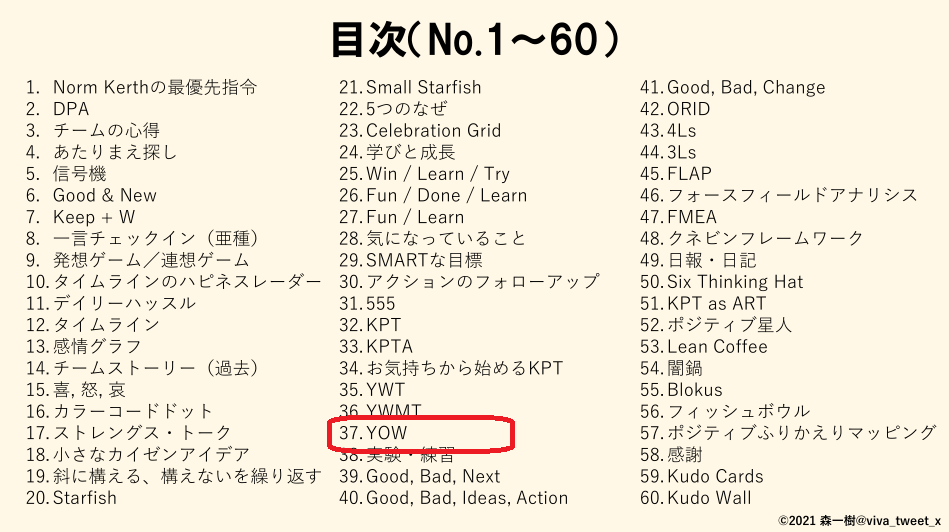 目次(No.1～60)
1. Norm Kerthの最優先指令
2. DPA
3. チームの心得
4. あたりまえ探し
5. 信号機
6. Good & New
7. Keep + W
8. 一言チェックイン（亜種）
9. 発想ゲーム／連想ゲーム
10. タイムラインのハピネスレーダー
11. デイリーハッスル
12. タイムライン
13. 感情グラフ
14. チームストーリー（過去）
15. 喜, 怒, 哀
16. カラーコードドット
17. ストレングス・トーク
18. 小さなカイゼンアイデア
19. 斜に構える、構えないを繰り返す
20. Starfish
21. Small Starfish
22. 5つのなぜ
23. Celebration Grid
24. 学びと成長
25. Win / Learn / Try
26. Fun / Done / Learn
27. Fun / Learn
28. 気になっていること
29. SMARTな目標
30. アクションのフォローアップ
31. 555
32. KPT
33. KPTA
34. お気持ちから始めるKPT
35. YWT
36. YWMT
37. YOW
38. 実験・練習
39. Good, Bad, Next
40. Good, Bad, Ideas, Action
41. Good, Bad, Change
42. ORID
43. 4Ls
44. 3Ls
45. FLAP
46. フォースフィールドアナリシス
47. FMEA
48. クネビンフレームワーク
49. 日報・日記
50. Six Thinking Hat
51. KPT as ART
52. ポジティブ星人
53. Lean Coffee
54. 闇鍋
55. Blokus
56. フィッシュボウル
57. ポジティブふりかえりマッピング
58. 感謝
59. Kudo Cards
60. Kudo Wall
©2021 森一樹@viva_tweet_x